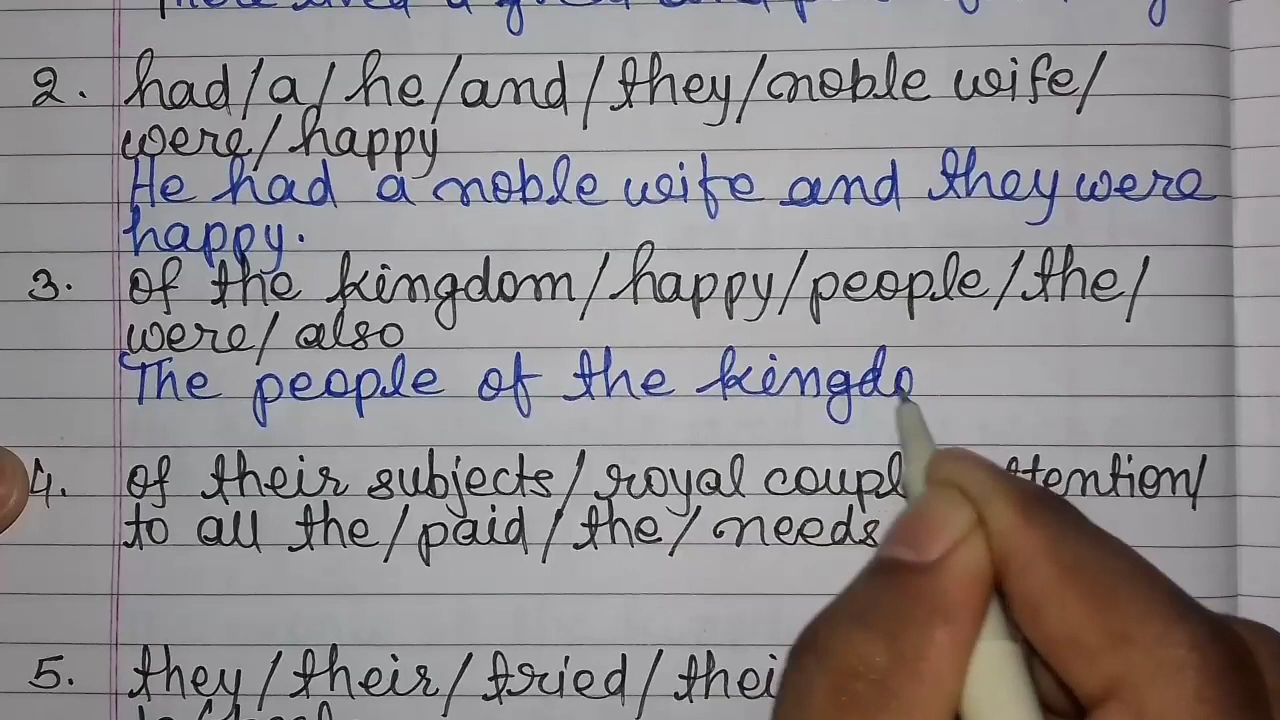 2. had/a/he/and/they/noble wife/
were/happy
He had a noble wife and they were
happy.
3. of the kingdom/happy/people/the/
were/also
The people of the kingdo
4. of their subjects/royal coupl
to all the/paid/the/needs
5. they/their/tried/